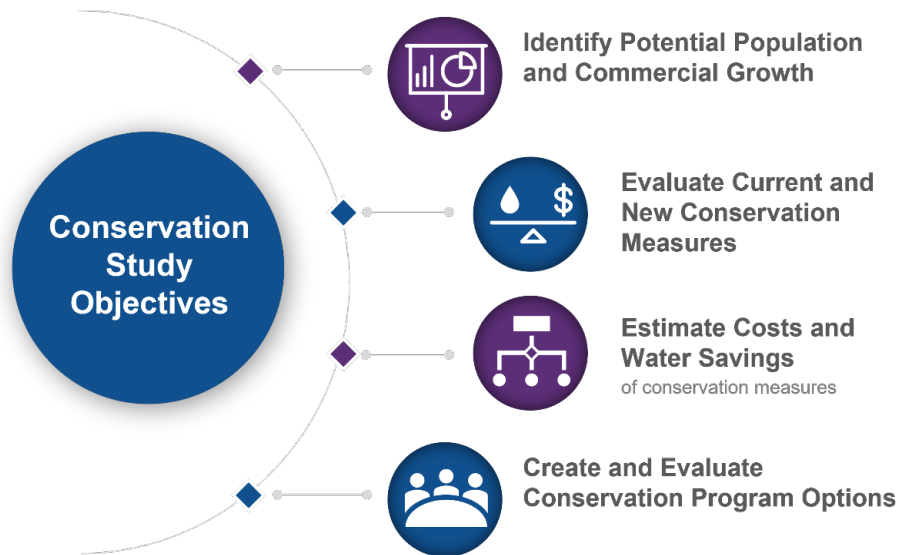 Conservation
Study
Objectives
Identify Potential Population
and Commercial Growth
$
Evaluate Current and
New Conservation
Measures
Estimate Costs and
Water Savings
of conservation measures
Create and Evaluate
Conservation Program Options